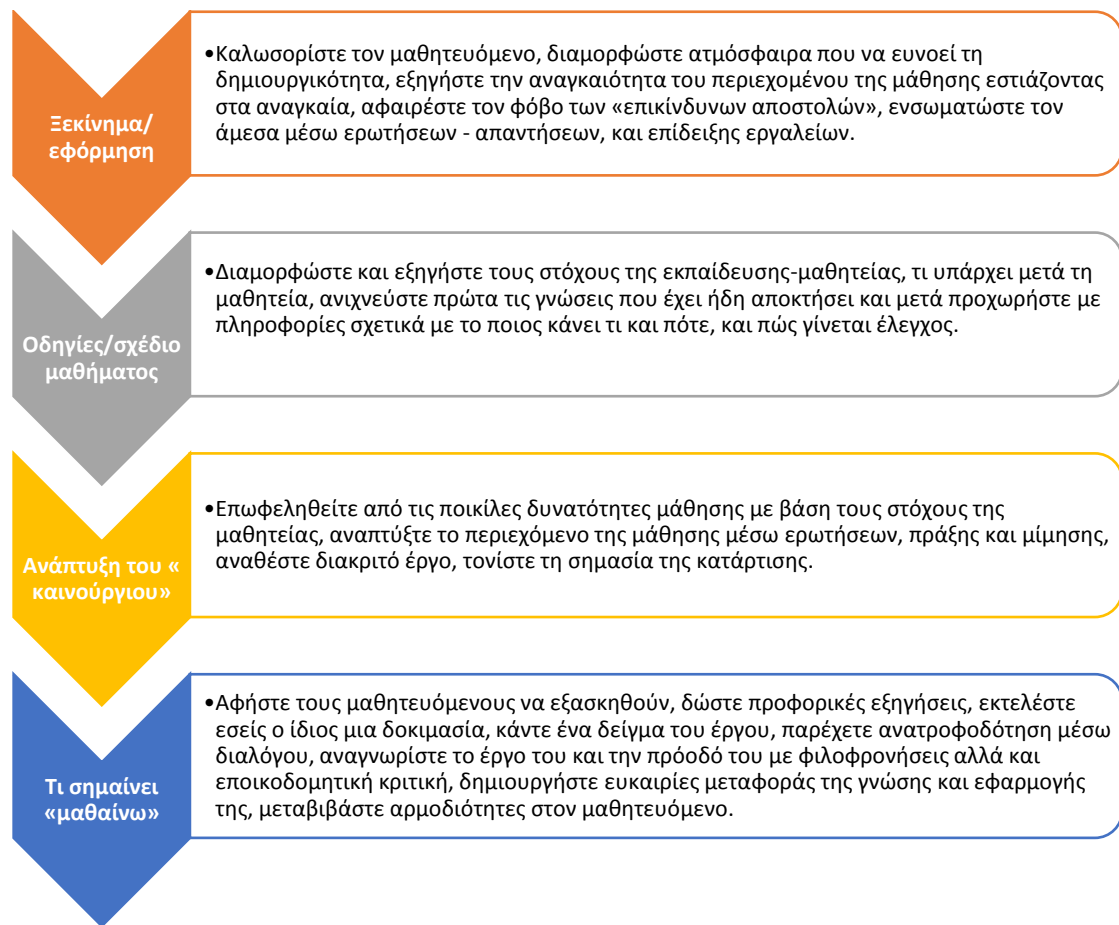 Ξεκίνημα/
εφόρμηση
•Καλωσορίστε τον μαθητευόμενο, διαμορφώστε ατμόσφαιρα που να ευνοεί τη
δημιουργικότητα, εξηγήστε την αναγκαιότητα του περιεχομένου της μάθησης εστιάζοντας
στα αναγκαία, αφαιρέστε τον φόβο των «επικίνδυνων αποστολών», ενσωματώστε τον
άμεσα μέσω ερωτήσεων - απαντήσεων, και επίδειξης εργαλείων.
Οδηγίες/σχέδιο
μαθήματος
•Διαμορφώστε και εξηγήστε τους στόχους της εκπαίδευσης-μαθητείας, τι υπάρχει μετά τη
μαθητεία, ανιχνεύστε πρώτα τις γνώσεις που έχει ήδη αποκτήσει και μετά προχωρήστε με
πληροφορίες σχετικά με το ποιος κάνει τι και πότε, και πώς γίνεται έλεγχος.
Ανάπτυξη του «
καινούργιου»
•Επωφεληθείτε από τις ποικίλες δυνατότητες μάθησης με βάση τους στόχους της
μαθητείας, αναπτύξτε το περιεχόμενο της μάθησης μέσω ερωτήσεων, πράξης και μίμησης,
αναθέστε διακριτό έργο, τονίστε τη σημασία της κατάρτισης.
Τι σημαίνει
«μαθαίνω»
•Αφήστε τους μαθητευόμενους να εξασκηθούν, δώστε προφορικές εξηγήσεις, εκτελέστε
εσείς ο ίδιος μια δοκιμασία, κάντε ένα δείγμα του έργου, παρέχετε ανατροφοδότηση μέσω
διαλόγου, αναγνωρίστε το έργο του και την πρόοδό του με φιλοφρονήσεις αλλά και
εποικοδομητική κριτική, δημιουργήστε ευκαιρίες μεταφοράς της γνώσης και εφαρμογής
της, μεταβιβάστε αρμοδιότητες στον μαθητευόμενο.